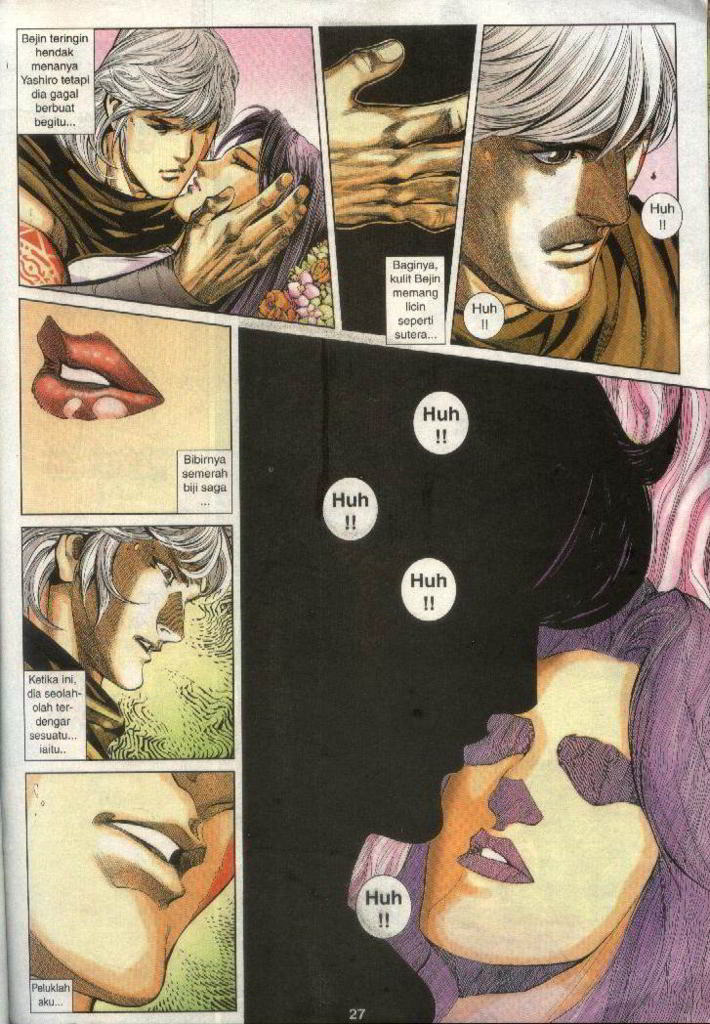 Bejin teringin
hendak
menanya
Yashiro tetapi
dia gagal
berbuat
begitu...
Baginya,
kulit Bejin
memang
licin
seperti
sutera...
Huh
!!
Huh
!!
Bibirnya
semerah
biji saga
...
Ketika ini,
dia seolah-
olah ter-
dengar
sesuatu...
iaitu..
Peluklah
aku...
Huh
!!
Huh
!!
Huh
!!
Huh
!!
27